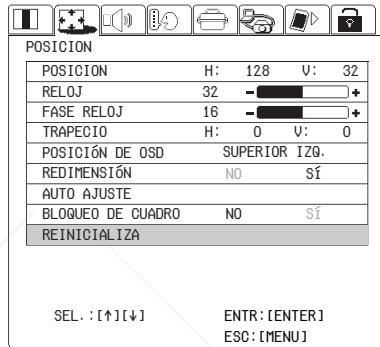 POSICION
POSICION H: 128 V: 32
RELOJ 32 - +
FASE RELOJ 16 - +
TRAPECIO H: 0 V: 0
POSICIÓN DE OSD SUPERIOR IZQ.
REDIMENSIÓN NO SÍ
AUTO AJUSTE
BLOQUEO DE CUADRO NO SÍ
REINICIALIZA
SEL.:[↑][↓] ENTR:[ENTER]
ESC:[MENU]